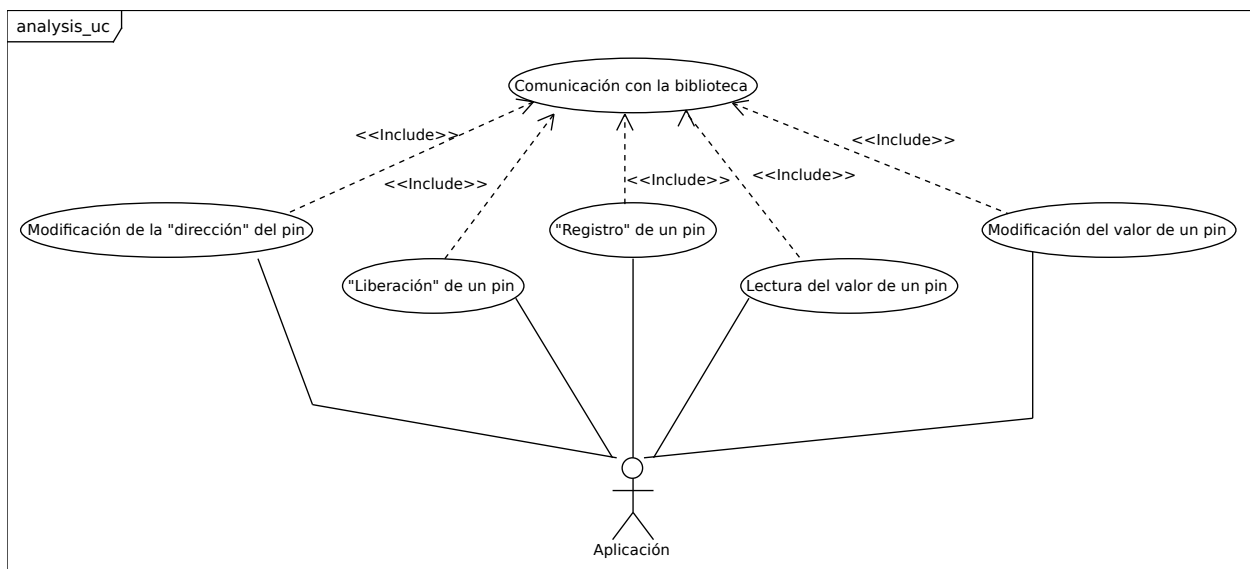 analysis_uc
Comunicación con la biblioteca
<<Include>>
<<Include>>
<<Include>>
<<Include>>
<<Include>>
Modificación de la "dirección" del pin
"Registro" de un pin
Modificación del valor de un pin
"Liberación" de un pin
Lectura del valor de un pin
Aplicación